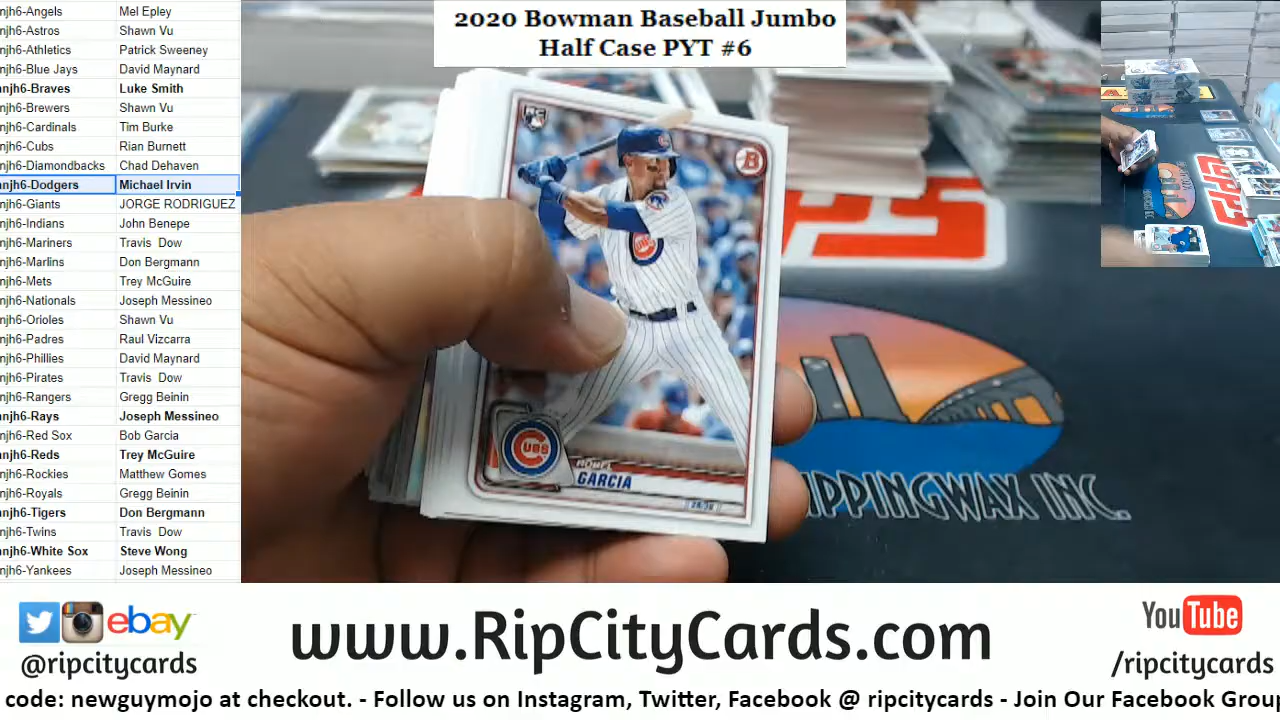 2020 Bowman Baseball Jumbo
Half Case PYT #6
njh6-Angels Mel Epley
njh6-Astros Shawn Vu
njh6-Athletics Patrick Sweeney
njh6-Blue Jays David Maynard
njh6-Braves Luke Smith
njh6-Brewers Shawn Vu
njh6-Cardinals Tim Burke
njh6-Cubs Rian Burnett
njh6-Diamondbacks Chad Dehaven
njh6-Dodgers Michael Irvin
njh6-Giants JORGE RODRIGUEZ
njh6-Indians John Benepe
njh6-Mariners Travis Dow
njh6-Marlins Don Bergmann
njh6-Mets Trey McGuire
njh6-Nationals Joseph Messineo
njh6-Orioles Shawn Vu
njh6-Padres Raul Vizcarra
njh6-Phillies David Maynard
njh6-Pirates Travis Dow
njh6-Rangers Gregg Beinin
njh6-Rays Joseph Messineo
njh6-Red Sox Bob Garcia
njh6-Reds Trey McGuire
njh6-Rockies Matthew Gomes
njh6-Royals Gregg Beinin
njh6-Tigers Don Bergmann
njh6-Twins Travis Dow
njh6-White Sox Steve Wong
njh6-Yankees Joseph Messineo
RC
B
CUBS
GARCIA
IPPINGWAX INC.
ebay
@ripcitycards
www.RipCityCards.com
YouTube
/ripcitycards
code: newguymojo at checkout. - Follow us on Instagram, Twitter, Facebook @ ripcitycards - Join Our Facebook Group